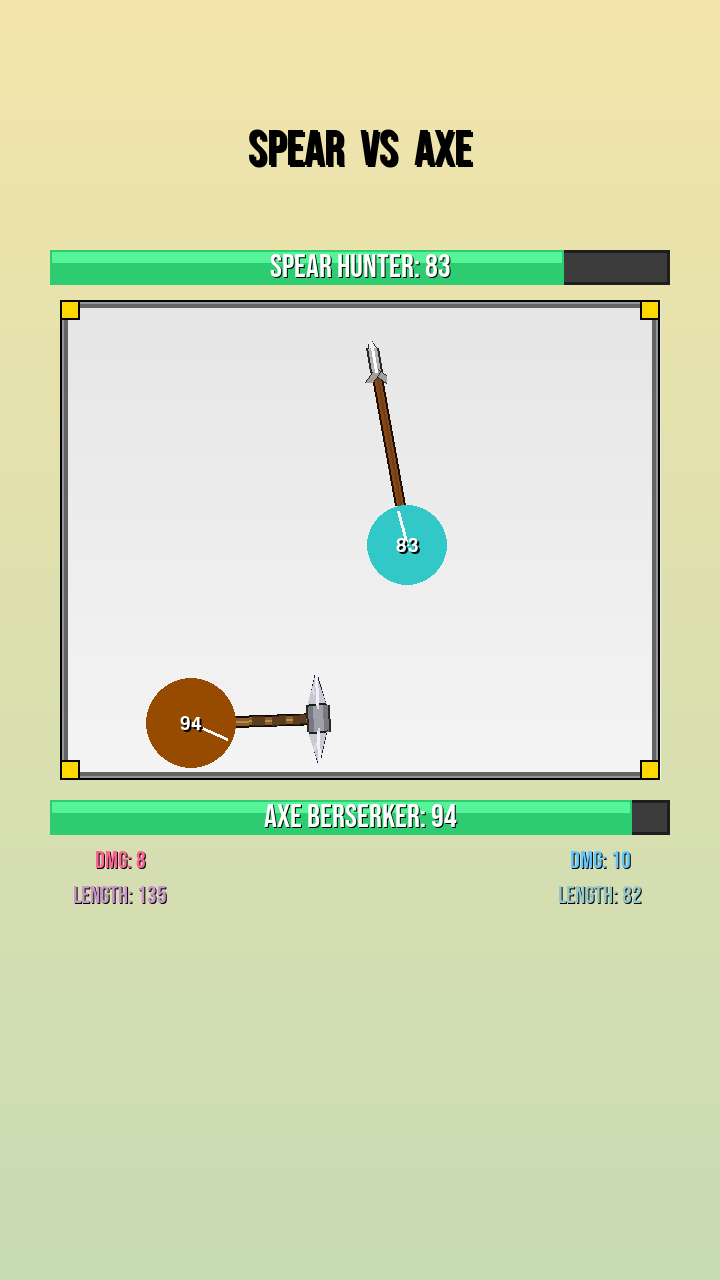 SPEAR VS AXE
SPEAR HUNTER: 83
83
94
AXE BERSERKER: 94
DMG: 8
DMG: 10
LENGTH: 135
LENGTH: 82